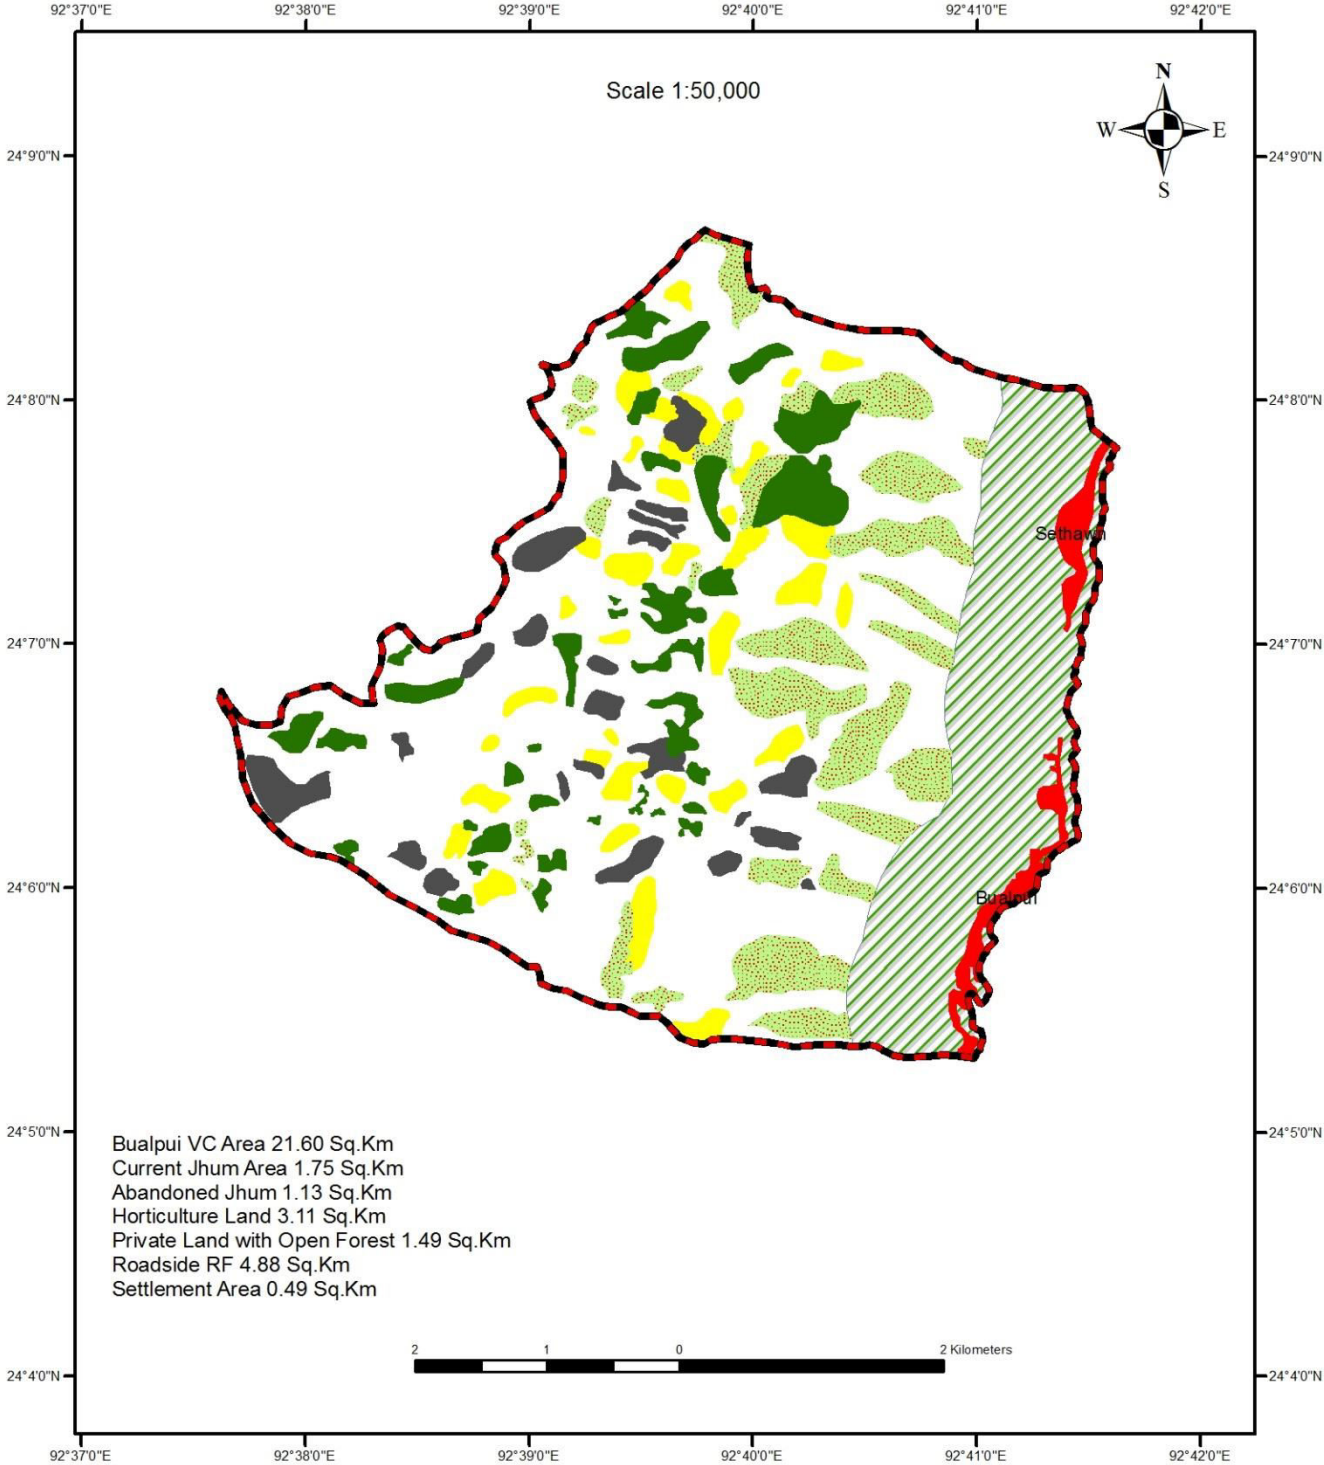 92°37'0"E 92°38'0"E 92°39'0"E 92°40'0"E 92°41'0"E 92°42'0"E
Scale 1:50,000
N
W E
S
24°9'0"N 24°9'0"N
24°8'0"N 24°8'0"N
Sethawn
24°7'0"N 24°7'0"N
24°6'0"N 24°6'0"N
Bualpui
24°5'0"N 24°5'0"N
Bualpui VC Area 21.60 Sq.Km
Current Jhum Area 1.75 Sq.Km
Abandoned Jhum 1.13 Sq.Km
Horticulture Land 3.11 Sq.Km
Private Land with Open Forest 1.49 Sq.Km
Roadside RF 4.88 Sq.Km
Settlement Area 0.49 Sq.Km
2 1 0 2 Kilometers
24°4'0"N 24°4'0"N
92°37'0"E 92°38'0"E 92°39'0"E 92°40'0"E 92°41'0"E 92°42'0"E